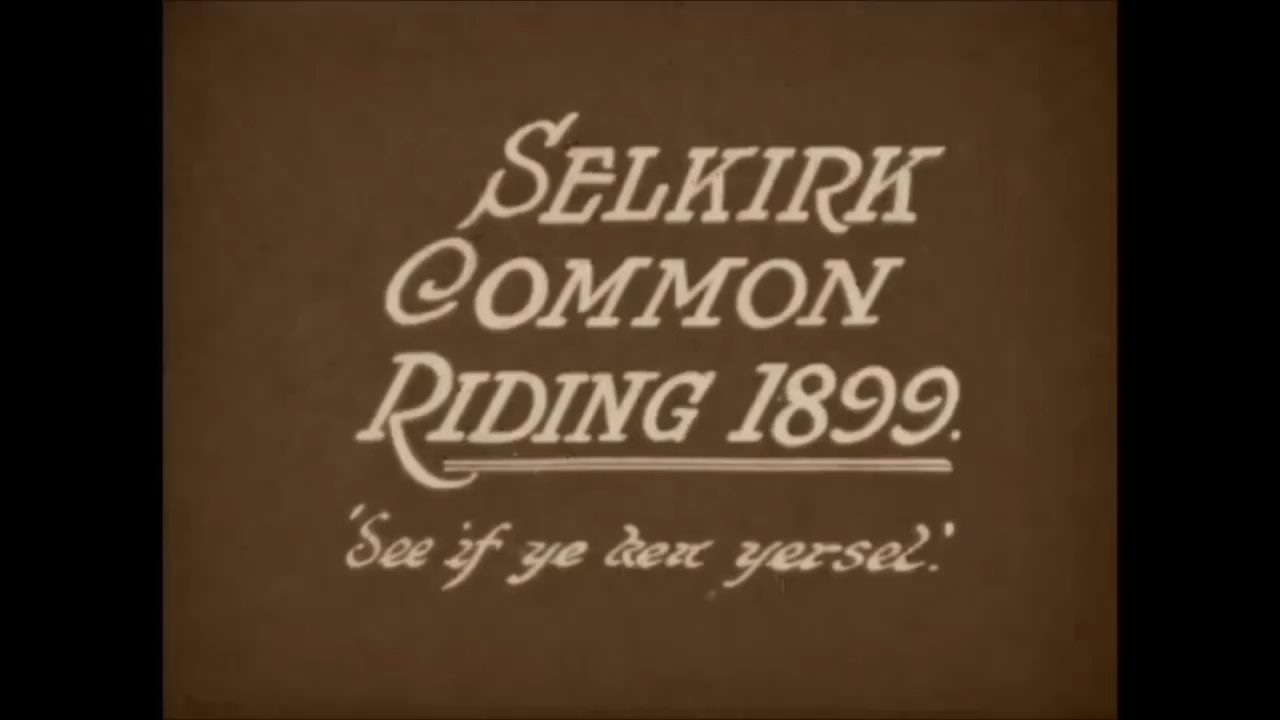 SELKIRK
COMMON
RIDING 1899.
'See if ye ken yersel.'